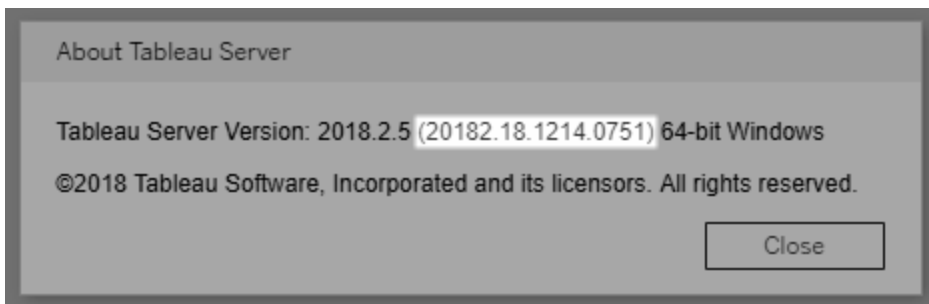 About Tableau Server
Tableau Server Version: 2018.2.5 (20182.18.1214.0751) 64-bit Windows
©2018 Tableau Software, Incorporated and its licensors. All rights reserved.
Close